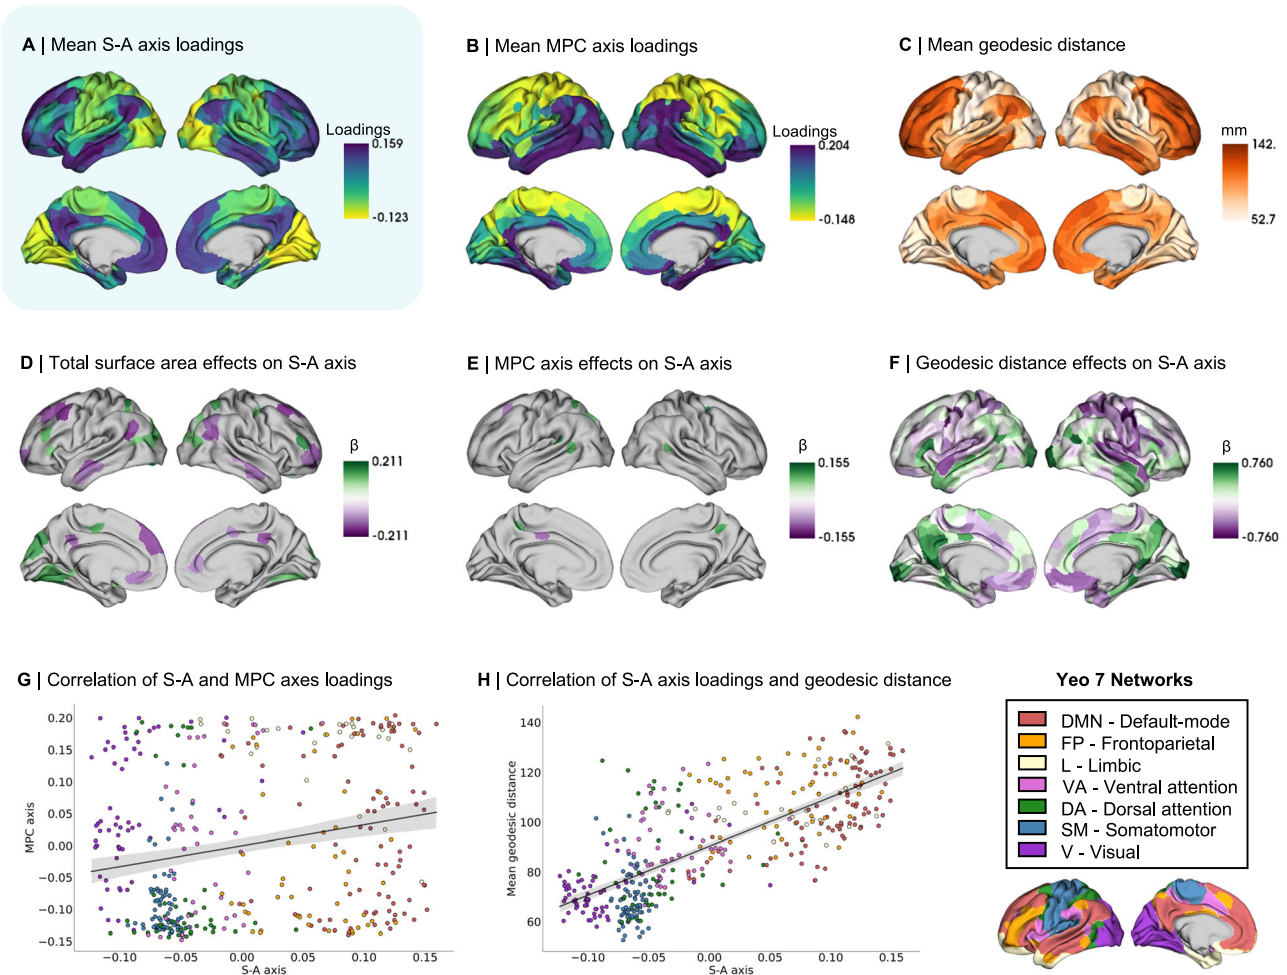 A | Mean S-A axis loadings
Loadings
0.159
-0.123
B | Mean MPC axis loadings
Loadings
0.204
-0.148
C | Mean geodesic distance
mm
142.
52.7
D | Total surface area effects on S-A axis
β
0.211
-0.211
E | MPC axis effects on S-A axis
β
0.155
-0.155
F | Geodesic distance effects on S-A axis
β
0.760
-0.760
G | Correlation of S-A and MPC axes loadings
MPC axis
0.20
0.15
0.10
0.05
0.00
−0.05
−0.10
−0.15
−0.10
−0.05
0.00
0.05
0.10
0.15
S-A axis
H | Correlation of S-A axis loadings and geodesic distance
Mean geodesic distance
140
120
100
80
60
−0.10
−0.05
0.00
0.05
0.10
0.15
S-A axis
Yeo 7 Networks
DMN - Default-mode
FP - Frontoparietal
L - Limbic
VA - Ventral attention
DA - Dorsal attention
SM - Somatomotor
V - Visual